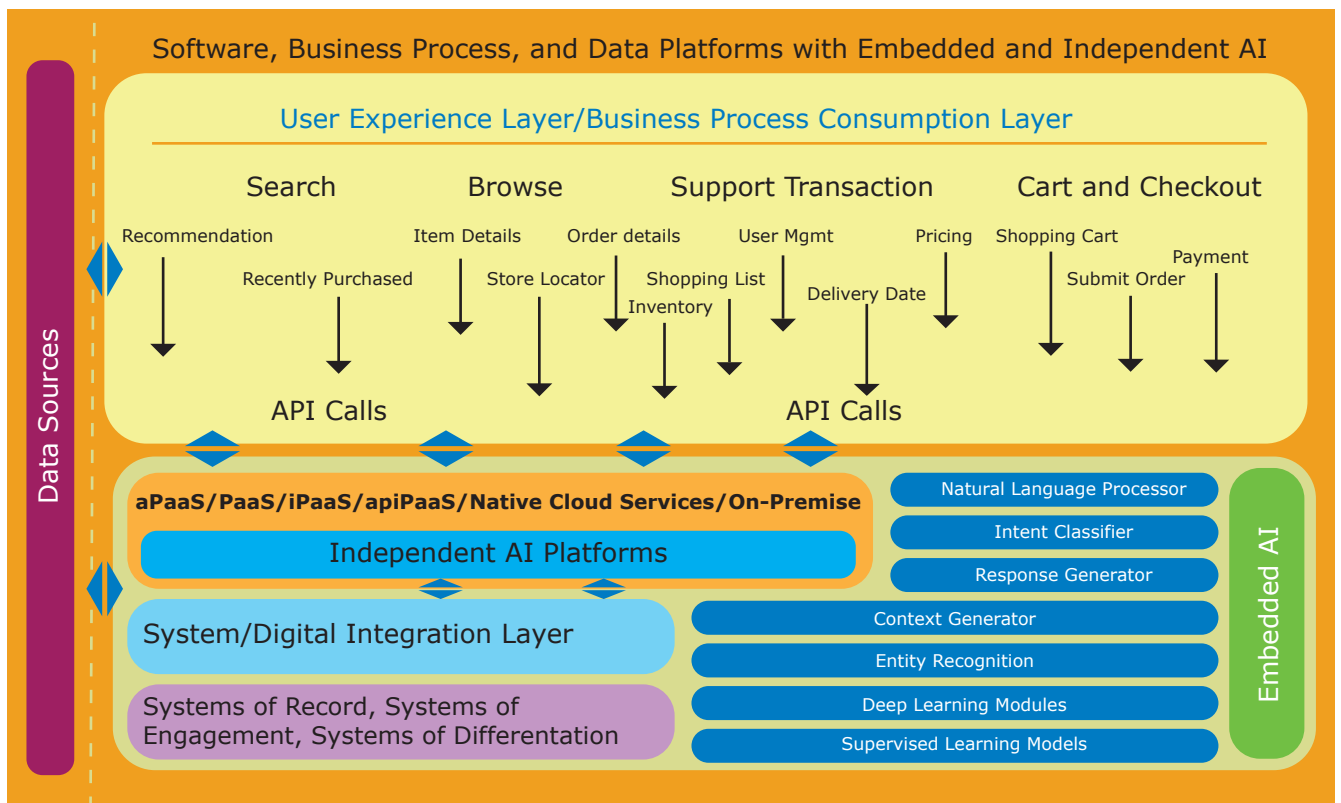 Software, Business Process, and Data Platforms with Embedded and Independent AI
Data Sources
User Experience Layer/Business Process Consumption Layer
Search
Browse
Support Transaction
Cart and Checkout
Recommendation
Item Details
Order details
User Mgmt
Pricing
Shopping Cart
Payment
Recently Purchased
Store Locator
Shopping List
Submit Order
Inventory
Delivery Date
API Calls
API Calls
aPaaS/PaaS/iPaaS/apiPaaS/Native Cloud Services/On-Premise
Independent AI Platforms
System/Digital Integration Layer
Systems of Record, Systems of
Engagement, Systems of Differentation
Natural Language Processor
Intent Classifier
Response Generator
Context Generator
Entity Recognition
Deep Learning Modules
Supervised Learning Models
Embedded AI